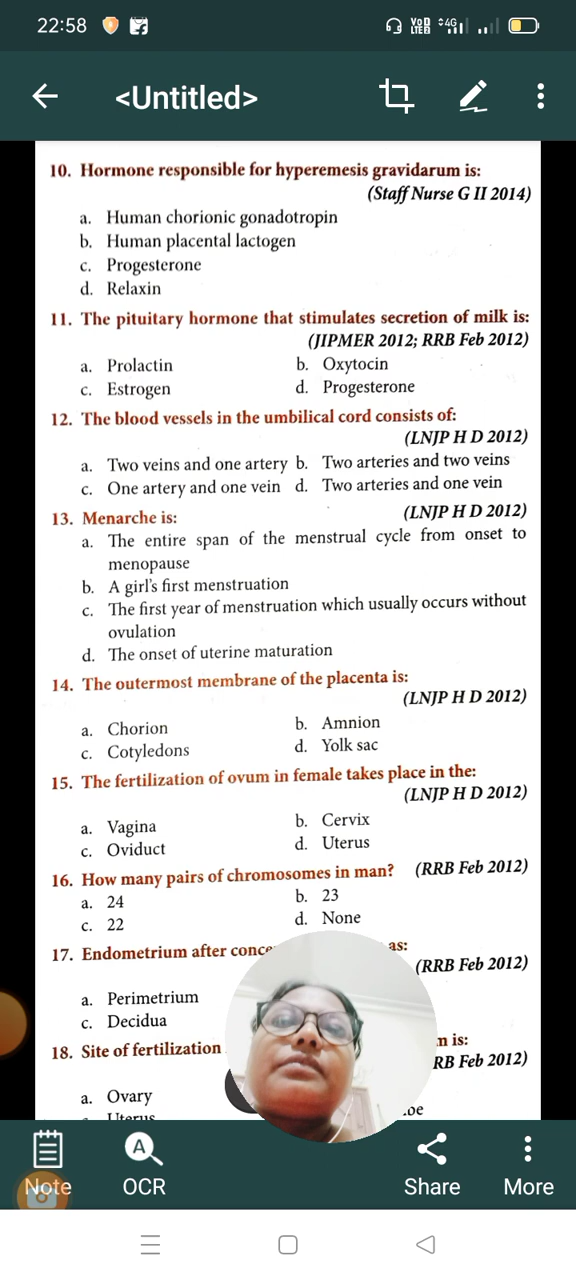 22:58
VoD
LTE2
4G
<Untitled>
10. Hormone responsible for hyperemesis gravidarum is:
(Staff Nurse G II 2014)
a. Human chorionic gonadotropin
b. Human placental lactogen
c. Progesterone
d. Relaxin
11. The pituitary hormone that stimulates secretion of milk is:
(JIPMER 2012; RRB Feb 2012)
a. Prolactin b. Oxytocin
c. Estrogen d. Progesterone
12. The blood vessels in the umbilical cord consists of:
(LNJP H D 2012)
a. Two veins and one artery b. Two arteries and two veins
c. One artery and one vein d. Two arteries and one vein
13. Menarche is: (LNJP H D 2012)
a. The entire span of the menstrual cycle from onset to
menopause
b. A girl's first menstruation
c. The first year of menstruation which usually occurs without
ovulation
d. The onset of uterine maturation
14. The outermost membrane of the placenta is:
(LNJP H D 2012)
a. Chorion b. Amnion
c. Cotyledons d. Yolk sac
15. The fertilization of ovum in female takes place in the:
(LNJP H D 2012)
a. Vagina b. Cervix
c. Oviduct d. Uterus
16. How many pairs of chromosomes in man? (RRB Feb 2012)
a. 24 b. 23
c. 22 d. None
17. Endometrium after as:
(RRB Feb 2012)
a. Perimetrium
c. Decidua
18. Site of fertilization is:
RB Feb 2012)
a. Ovary
Uterus
Note OCR Share More